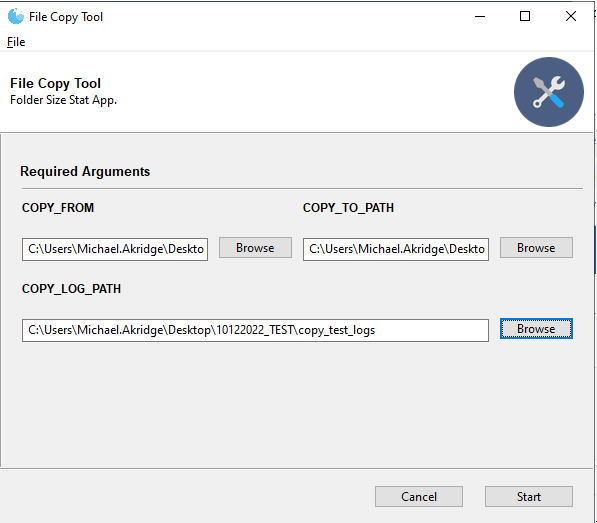 File Copy Tool
File
File Copy Tool
Folder Size Stat App.
Required Arguments
COPY_FROM
COPY_TO_PATH
C:\Users\Michael.Akridge\Deskto
Browse
C:\Users\Michael.Akridge\Deskto
Browse
COPY_LOG_PATH
C:\Users\Michael.Akridge\Desktop\10122022_TEST\copy_test_logs
Browse
Cancel
Start